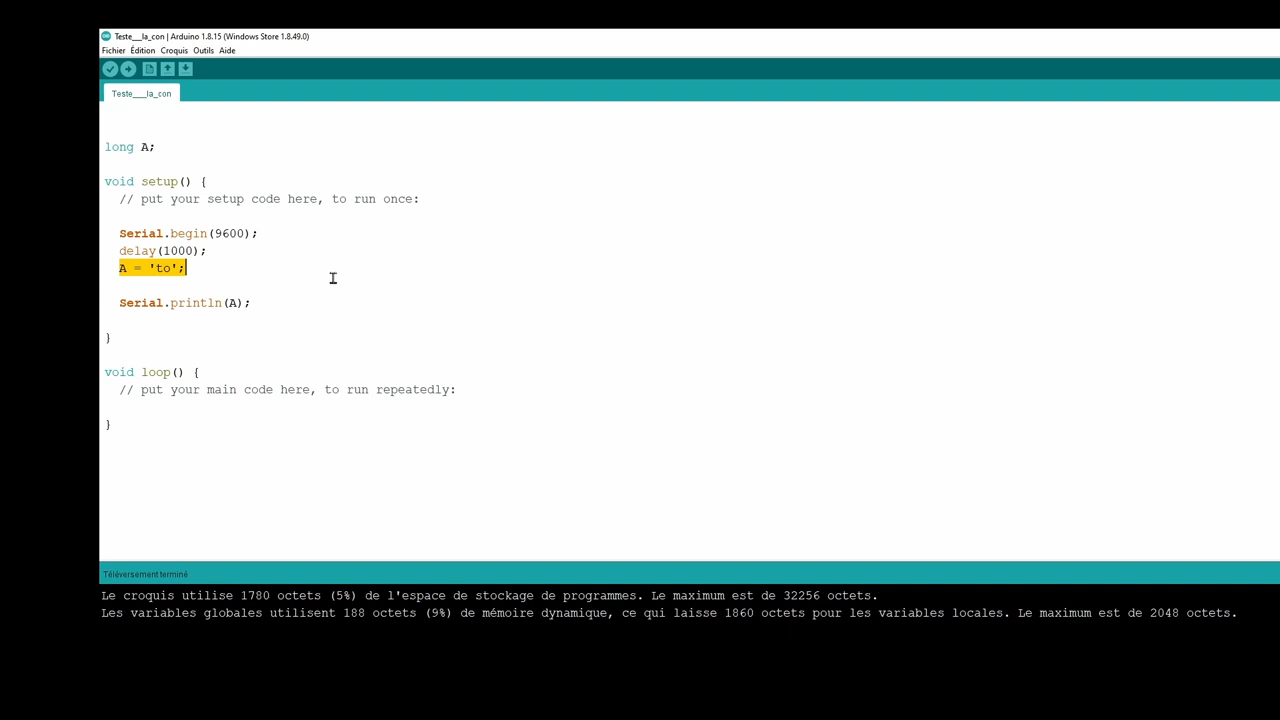 Teste__la_con | Arduino 1.8.15 (Windows Store 1.8.49.0)
Fichier Édition Croquis Outils Aide
Teste___la_con
long A;
void setup() {
// put your setup code here, to run once:
Serial.begin(9600);
delay(1000);
A = 'to';
Serial.println(A);
}
void loop() {
// put your main code here, to run repeatedly:
}
Téléversement terminé
Le croquis utilise 1780 octets (5%) de l'espace de stockage de programmes. Le maximum est de 32256 octets.
Les variables globales utilisent 188 octets (9%) de mémoire dynamique, ce qui laisse 1860 octets pour les variables locales. Le maximum est de 2048 octets.